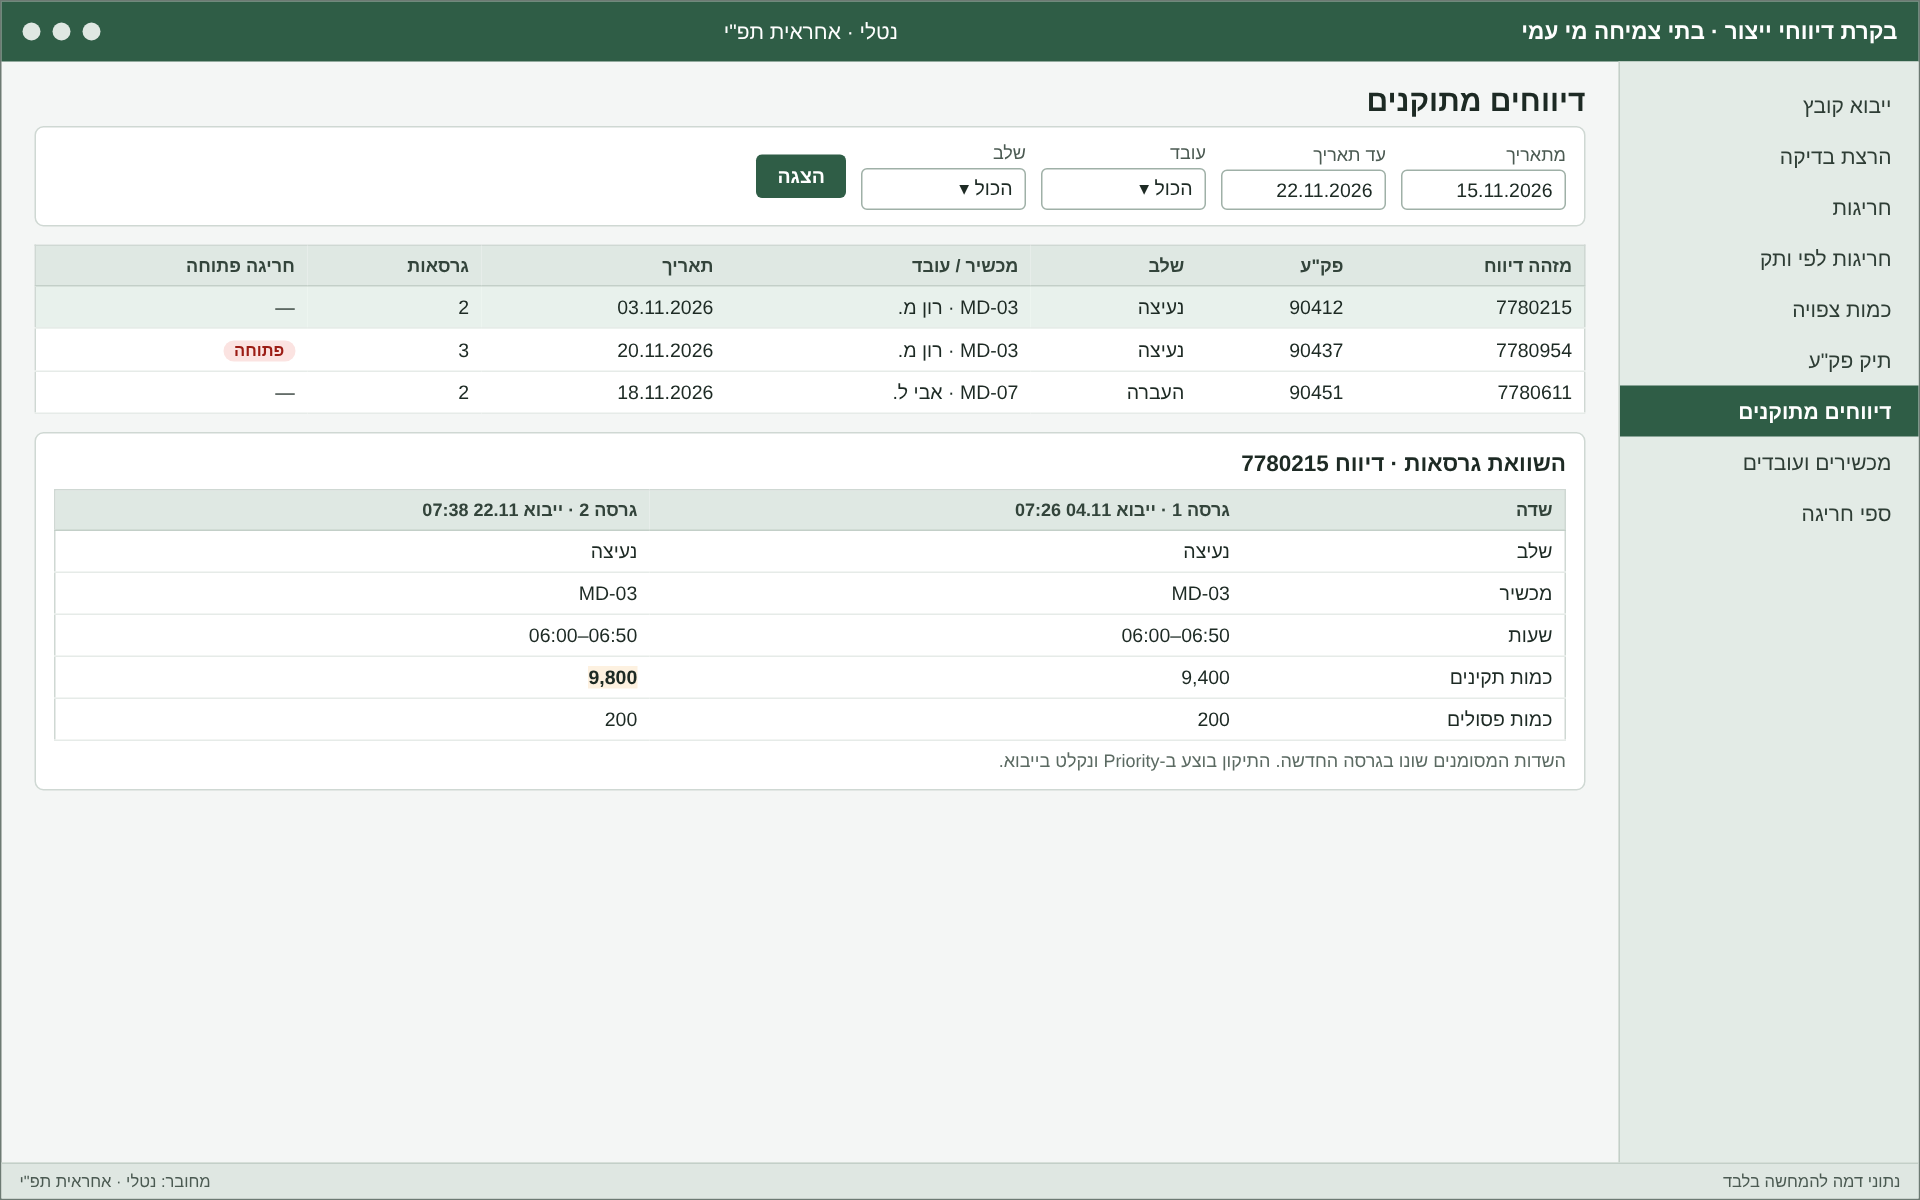 בקרת דיווחי ייצור · בתי צמיחה מי עמי
נטלי · אחראית תפ"י
ייבוא קובץ
הרצת בדיקה
חריגות
חריגות לפי ותק
כמות צפויה
תיק פק"ע
דיווחים מתוקנים
מכשירים ועובדים
ספי חריגה
דיווחים מתוקנים
מתאריך עד תאריך עובד שלב
15.11.2026 22.11.2026 הכול ▾ הכול ▾ הצגה
מזהה דיווח פק"ע שלב מכשיר / עובד תאריך גרסאות חריגה פתוחה
7780215 90412 נעיצה MD-03 · רון מ. 03.11.2026 2 —
7780954 90437 נעיצה MD-03 · רון מ. 20.11.2026 3 פתוחה
7780611 90451 העברה MD-07 · אבי ל. 18.11.2026 2 —
השוואת גרסאות · דיווח 7780215
שדה גרסה 1 · ייבוא 04.11 07:26 גרסה 2 · ייבוא 22.11 07:38
שלב נעיצה נעיצה
מכשיר MD-03 MD-03
שעות 06:00–06:50 06:00–06:50
כמות תקינים 9,400 9,800
כמות פסולים 200 200
השדות המסומנים שונו בגרסה החדשה. התיקון בוצע ב-Priority ונקלט בייבוא.
נתוני דמה להמחשה בלבד
מחובר: נטלי · אחראית תפ"י